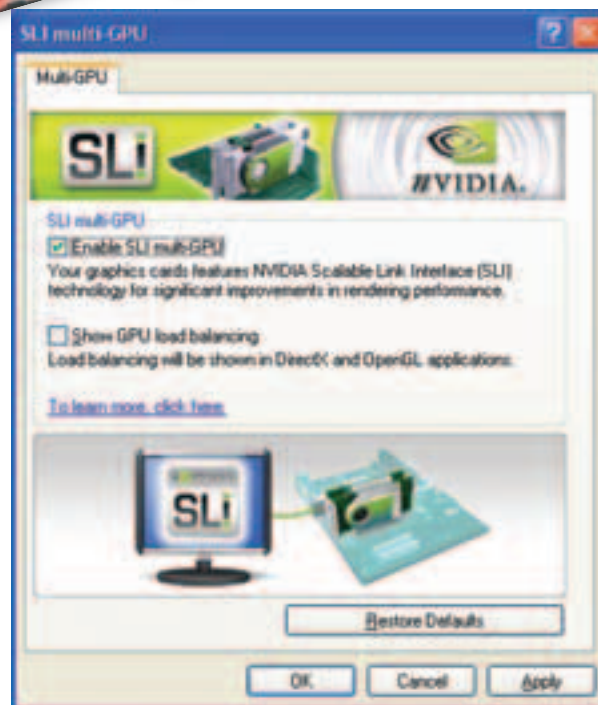 SLI multi-GPU
Multi-GPU
SLI
NVIDIA.
SLI multi-GPU
Enable SLI multi-GPU
Your graphics cards features NVIDIA Scalable Link Interface (SLI)
technology for significant improvements in rendering performance.
Show GPU load balancing
Load balancing will be shown in DirectX and OpenGL applications.
To learn more, click here.
SLI
Restore Defaults
OK
Cancel
Apply